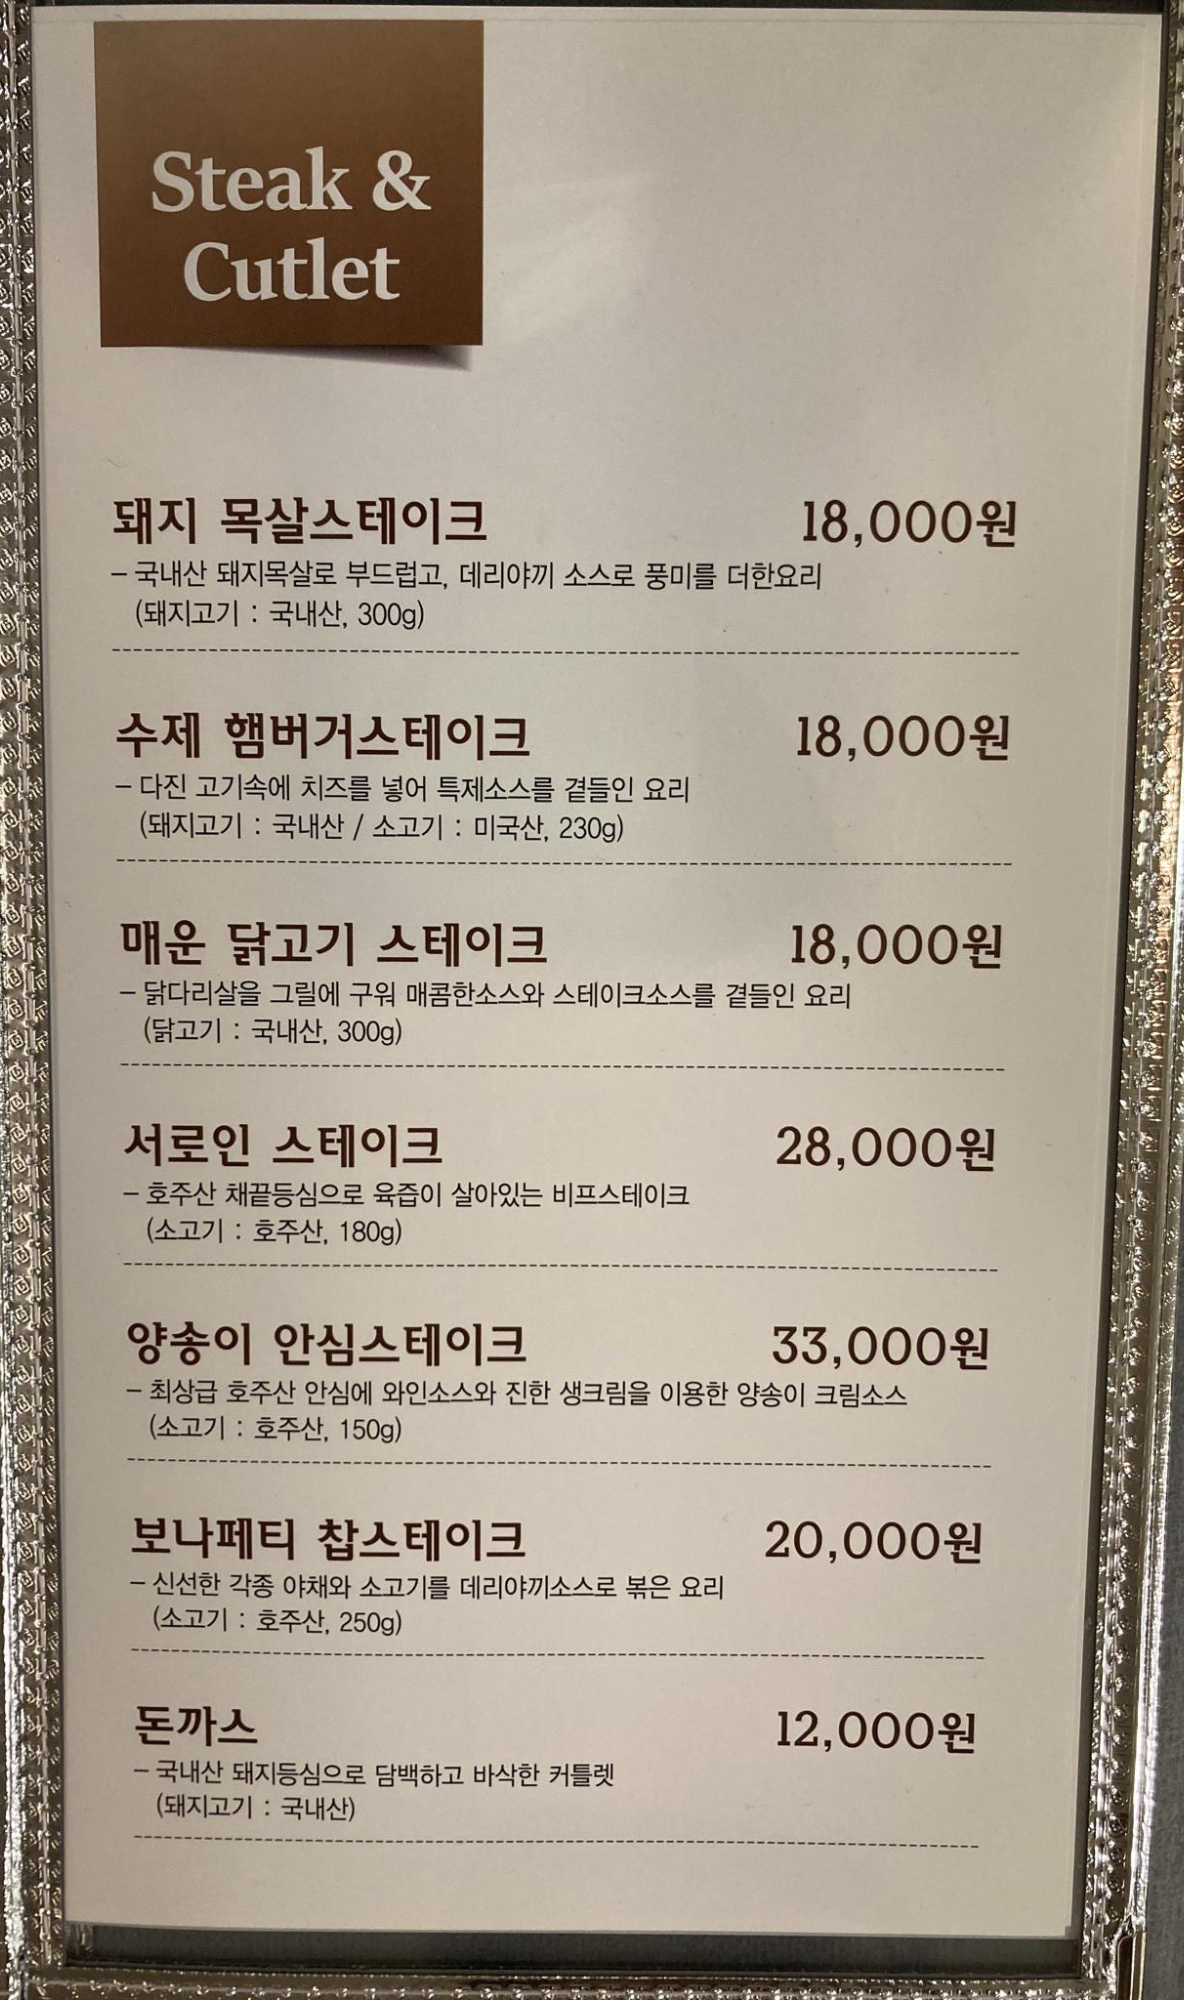 Steak &
Cutlet
돼지 목살스테이크 18,000원
- 국내산 돼지목살로 부드럽고, 데리야끼 소스로 풍미를 더한요리
(돼지고기 : 국내산, 300g)
수제 햄버거스테이크 18,000원
- 다진 고기속에 치즈를 넣어 특제소스를 곁들인 요리
(돼지고기 : 국내산 / 소고기 : 미국산, 230g)
매운 닭고기 스테이크 18,000원
- 닭다리살을 그릴에 구워 매콤한소스와 스테이크소스를 곁들인 요리
(닭고기 : 국내산, 300g)
서로인 스테이크 28,000원
- 호주산 채끝등심으로 육즙이 살아있는 비프스테이크
(소고기 : 호주산, 180g)
양송이 안심스테이크 33,000원
- 최상급 호주산 안심에 와인소스와 진한 생크림을 이용한 양송이 크림소스
(소고기 : 호주산, 150g)
보나페티 찹스테이크 20,000원
- 신선한 각종 야채와 소고기를 데리야끼소스로 볶은 요리
(소고기 : 호주산, 250g)
돈까스 12,000원
- 국내산 돼지등심으로 담백하고 바삭한 커틀렛
(돼지고기 : 국내산)